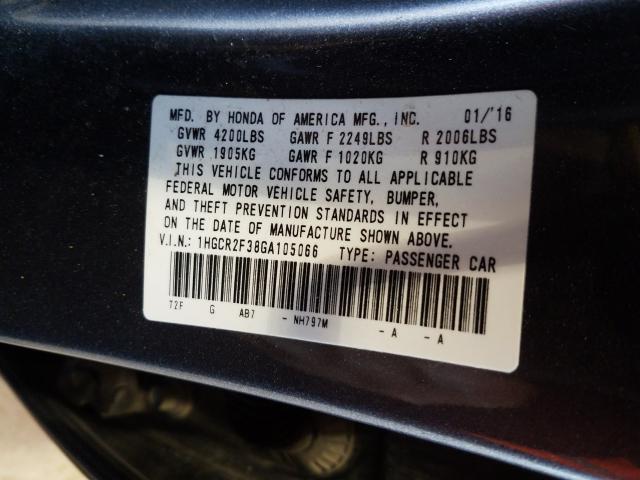 MFD. BY HONDA OF AMERICA MFG., INC. 01/'16
GVWR 4200LBS GAWR F 2249LBS R 2006LBS
GVWR 1905KG GAWR F 1020KG R 910KG
THIS VEHICLE CONFORMS TO ALL APPLICABLE
FEDERAL MOTOR VEHICLE SAFETY, BUMPER,
AND THEFT PREVENTION STANDARDS IN EFFECT
ON THE DATE OF MANUFACTURE SHOWN ABOVE.
V.I.N.: 1HGCR2F38GA105066 TYPE: PASSENGER CAR
T2F G AB7 - NH797M - A - A